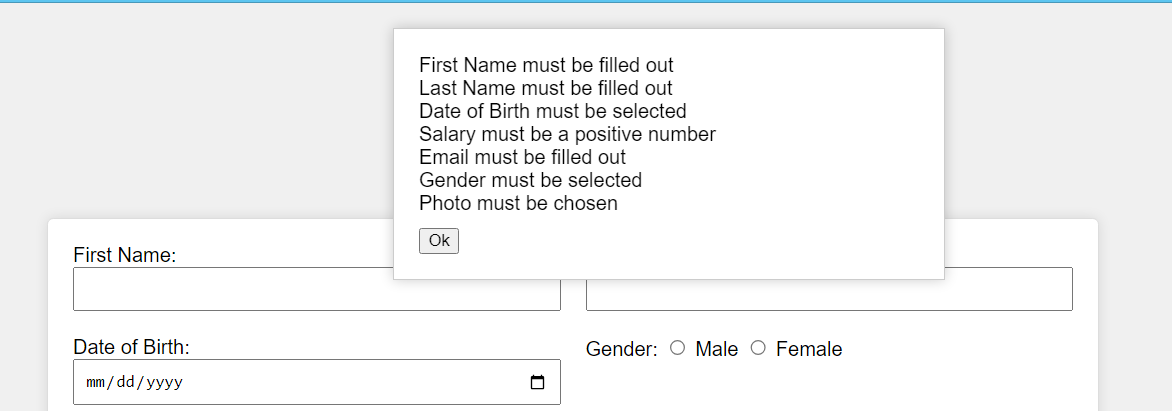 First Name must be filled out
Last Name must be filled out
Date of Birth must be selected
Salary must be a positive number
Email must be filled out
Gender must be selected
Photo must be chosen
Ok
First Name:
Date of Birth:
Gender: Male Female
mm/dd/yyyy